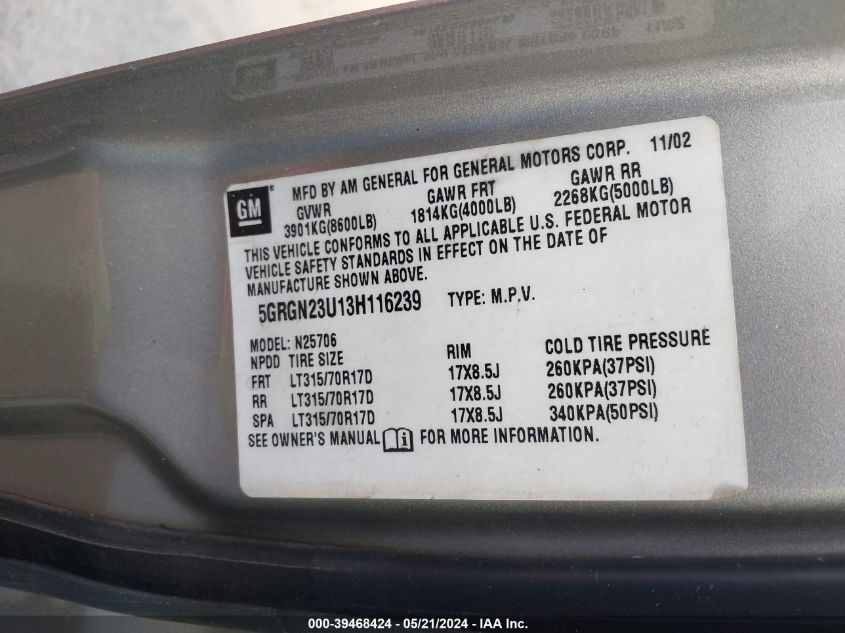 GM
MFD BY AM GENERAL FOR GENERAL MOTORS CORP. 11/02
GVWR GAWR FRT GAWR RR
3901KG(8600LB) 1814KG(4000LB) 2268KG(5000LB)
THIS VEHICLE CONFORMS TO ALL APPLICABLE U.S. FEDERAL MOTOR
VEHICLE SAFETY STANDARDS IN EFFECT ON THE DATE OF
MANUFACTURE SHOWN ABOVE.
5GRGN23U13H116239 TYPE: M.P.V.
MODEL: N25706
NPDD TIRE SIZE RIM COLD TIRE PRESSURE
FRT LT315/70R17D 17X8.5J 260KPA(37PSI)
RR LT315/70R17D 17X8.5J 260KPA(37PSI)
SPA LT315/70R17D 17X8.5J 340KPA(50PSI)
SEE OWNER'S MANUAL i FOR MORE INFORMATION.
000-39468424 – 05/21/2024 - IAA Inc.